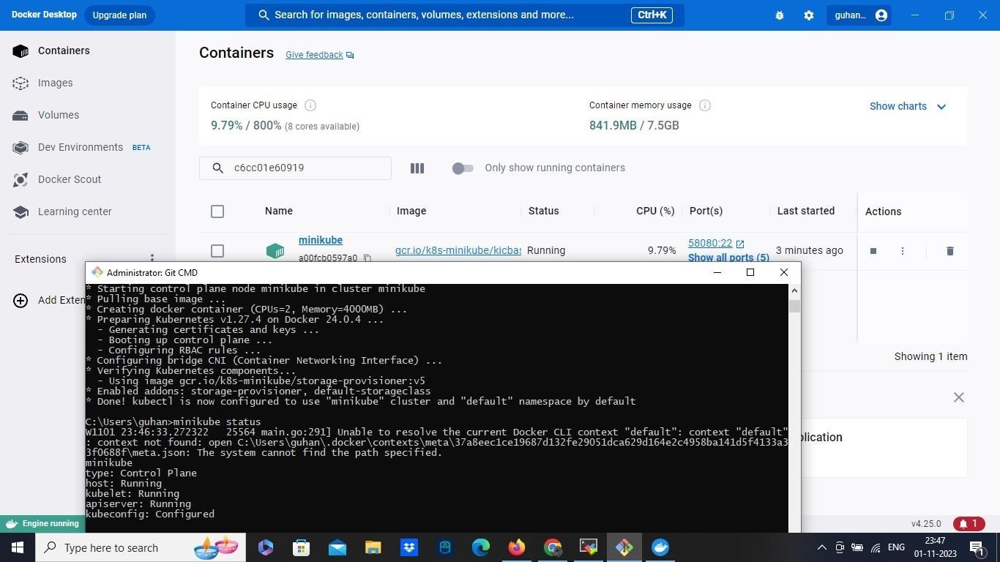 Docker Desktop
Upgrade plan
Search for images, containers, volumes, extensions and more...
Ctrl+K
guhan...
Containers
Images
Volumes
Dev Environments BETA
Docker Scout
Learning center
Extensions
Add Exten
Containers
Give feedback
Container CPU usage
9.79% / 800% (8 cores available)
Container memory usage
841.9MB / 7.5GB
Show charts
c6cc01e60919
Only show running containers
Name Image Status CPU (%) Port(s) Last started Actions
minikube
a00fcb0597a0
gcr.io/k8s-minikube/kicbas
Running
9.79%
58080:22
Show all ports (5)
3 minutes ago
Showing 1 item
plication
Administrator: Git CMD
* Starting control plane node minikube in cluster minikube
* Pulling base image ...
* Creating docker container (CPUs=2, Memory=4000MB) ...
* Preparing Kubernetes v1.27.4 on Docker 24.0.4 ...
- Generating certificates and keys ...
- Booting up control plane ...
- Configuring RBAC rules ...
* Configuring bridge CNI (Container Networking Interface) ...
* Verifying Kubernetes components...
- Using image gcr.io/k8s-minikube/storage-provisioner:v5
* Enabled addons: storage-provisioner, default-storageclass
* Done! kubectl is now configured to use "minikube" cluster and "default" namespace by default
C:\Users\guhan>minikube status
W1101 23:46:33.272322 25564 main.go:291] Unable to resolve the current Docker CLI context "default": context "default"
: context not found: open C:\Users\guhan\.docker\contexts\meta\37a8eec1ce19687d132fe29051dca629d164e2c4958ba141d5f4133a3
3f0688f\meta.json: The system cannot find the path specified.
minikube
type: Control Plane
host: Running
kubelet: Running
apiserver: Running
kubeconfig: Configured
Engine running
v4.25.0
1
Type here to search
ENG
23:47
01-11-2023
1